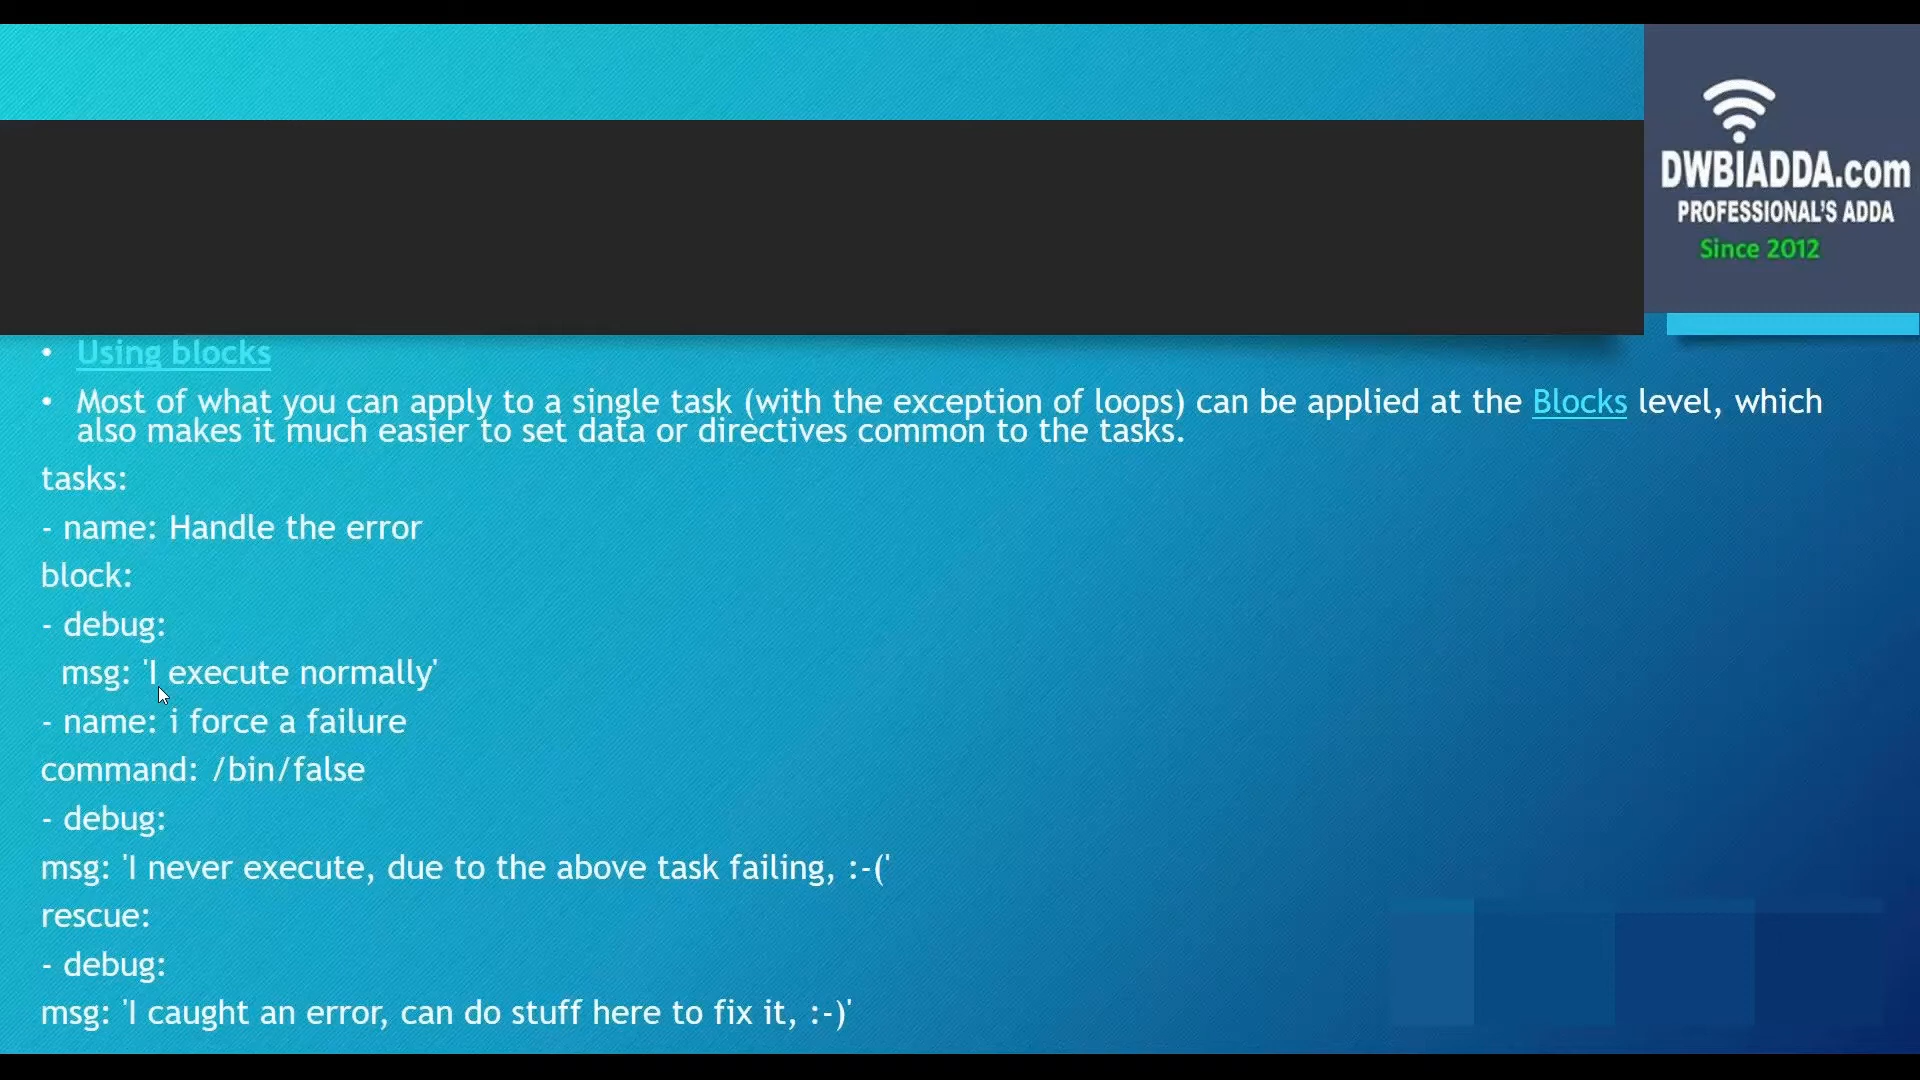 DWBIADDA.com
PROFESSIONAL'S ADDA
Since 2012
• Using blocks
• Most of what you can apply to a single task (with the exception of loops) can be applied at the Blocks level, which
also makes it much easier to set data or directives common to the tasks.
tasks:
- name: Handle the error
block:
- debug:
msg: 'I execute normally'
- name: i force a failure
command: /bin/false
- debug:
msg: 'I never execute, due to the above task failing, :-('
rescue:
- debug:
msg: 'I caught an error, can do stuff here to fix it, :-)'